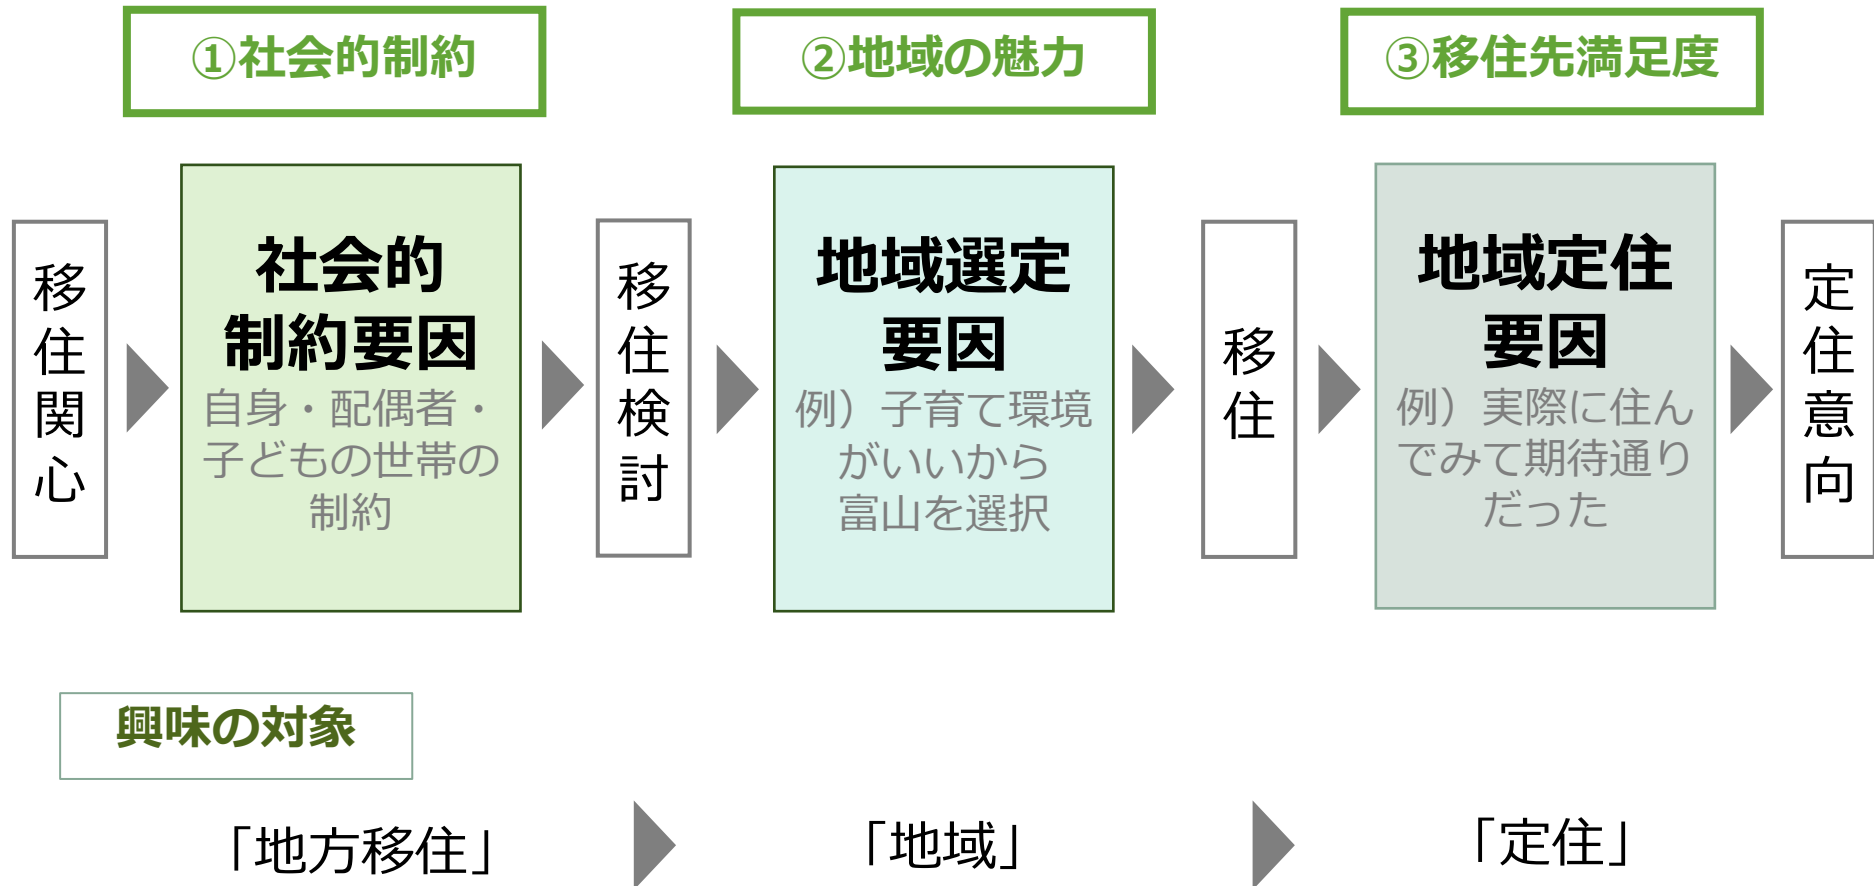 ①社会的制約
②地域の魅力
③移住先満足度
移住関心
社会的
制約要因
自身・配偶者・
子どもの世帯の
制約
移住検討
地域選定
要因
例）子育て環境
がいいから
富山を選択
移住
地域定住
要因
例）実際に住ん
でみて期待通り
だった
定住意向
興味の対象
「地方移住」
「地域」
「定住」